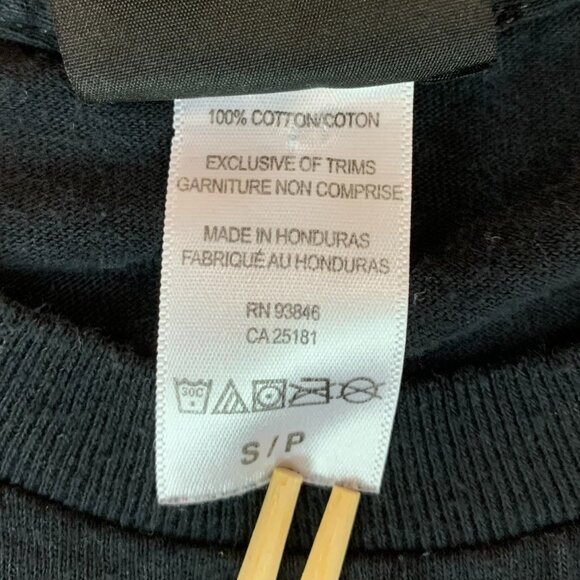 100% COTTON/COTON
EXCLUSIVE OF TRIMS
GARNITURE NON COMPRISE
MADE IN HONDURAS
FABRIQUÉ AU HONDURAS
RN 93846
CA 25181
30C
S / P